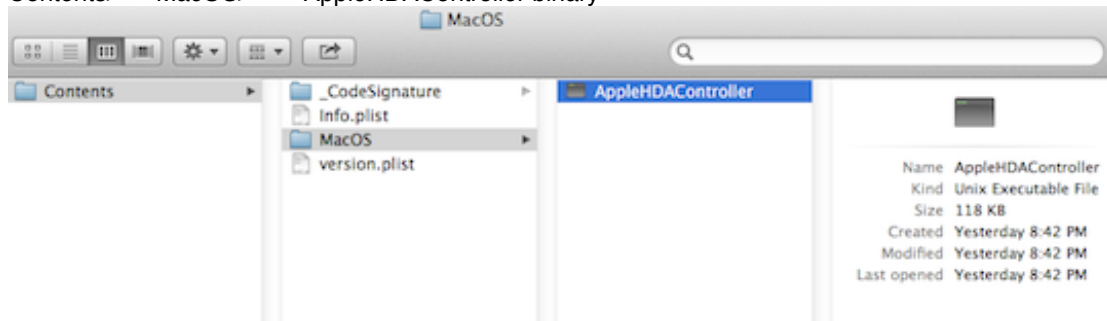 MacOS
Contents
_CodeSignature
Info.plist
MacOS
version.plist
AppleHDAController
Name AppleHDAController
Kind Unix Executable File
Size 118 KB
Created Yesterday 8:42 PM
Modified Yesterday 8:42 PM
Last opened Yesterday 8:42 PM